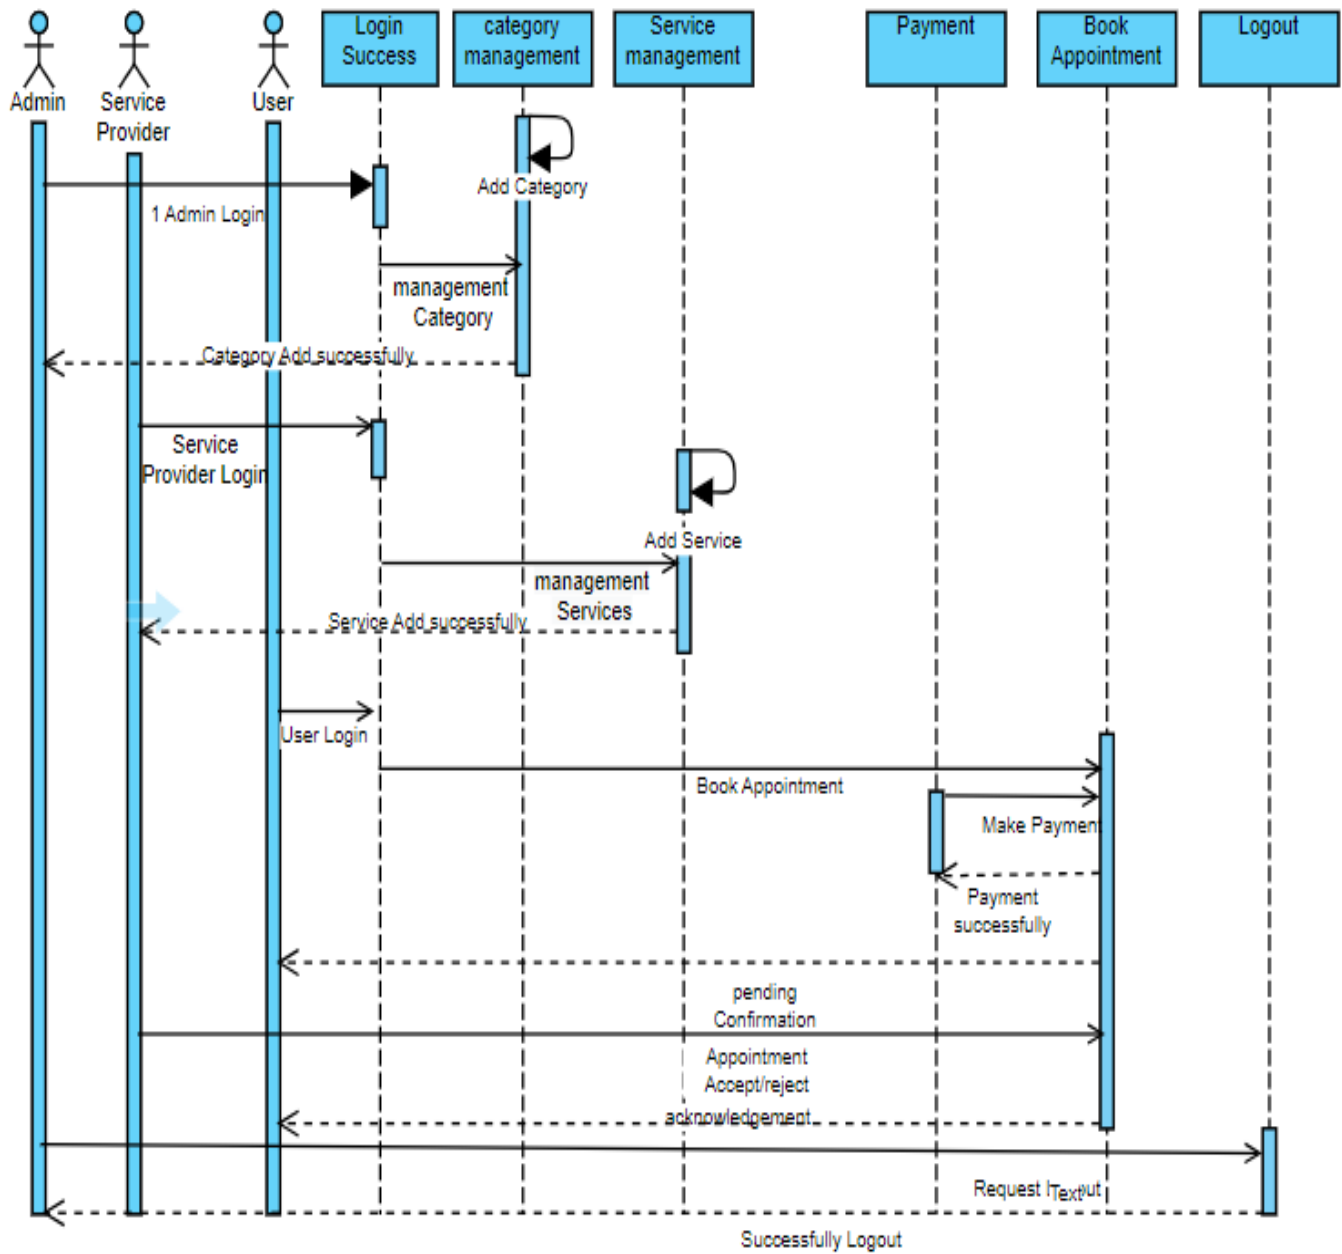 Login
Success
category
management
Service
management
Payment
Book
Appointment
Logout
Admin
Service
Provider
User
Add Category
1 Admin Login
management
Category
Category Add successfully
Service
Provider Login
Add Service
management
Services
Service Add successfully
User Login
Book Appointment
Make Payment
Payment
successfully
pending
Confirmation
Appointment
Accept/reject
acknowledgement
Request
Text
Successfully Logout